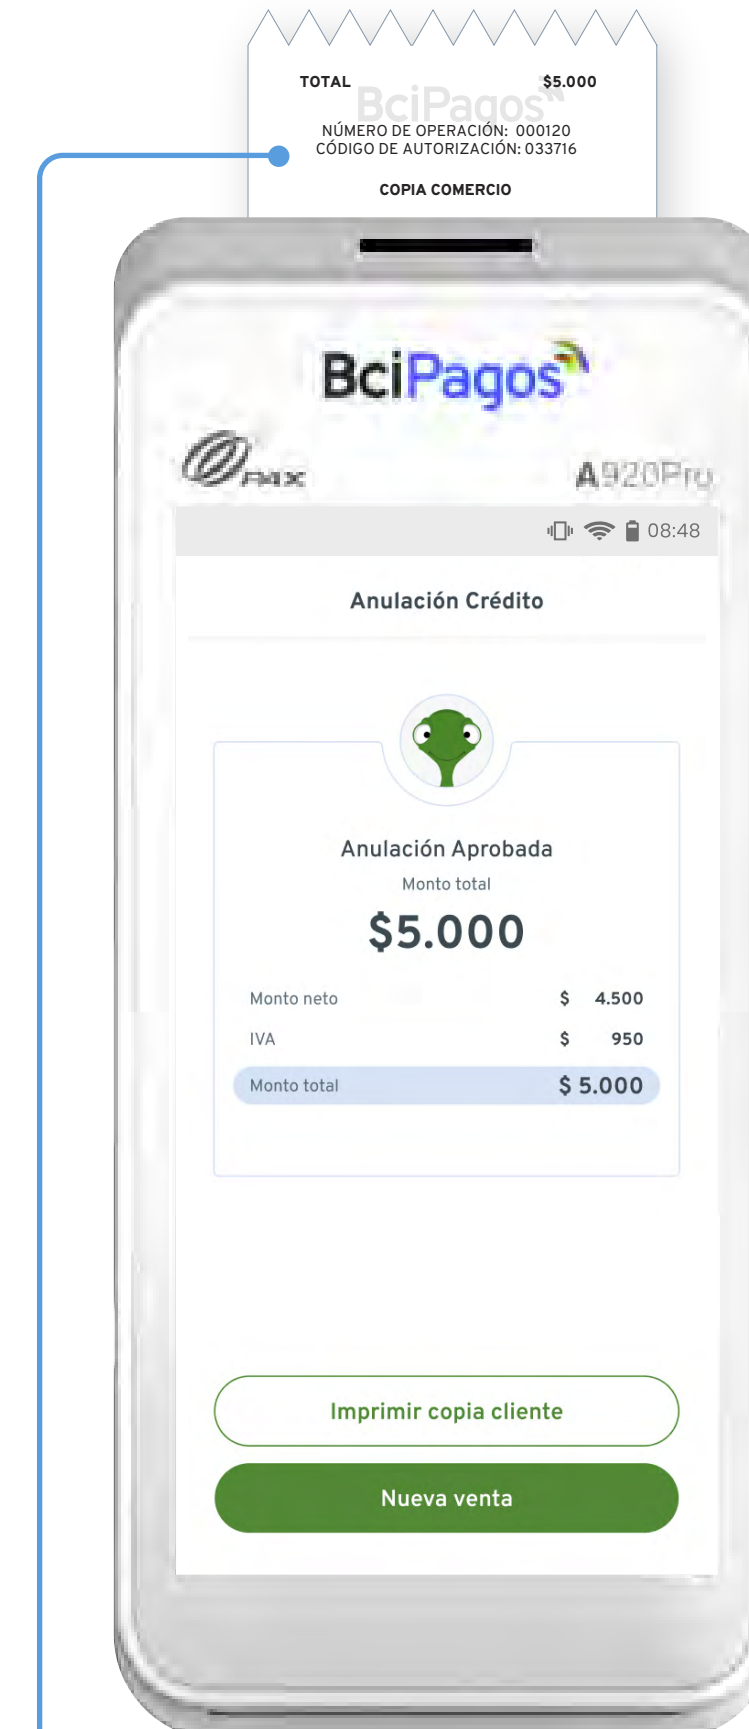 TOTAL $5.000
BciPagos
NÚMERO DE OPERACIÓN: 000120
CÓDIGO DE AUTORIZACIÓN: 033716
COPIA COMERCIO
BciPagos
PAX A920Pro
08:48
Anulación Crédito
Anulación Aprobada
Monto total
$5.000
Monto neto $ 4.500
IVA $ 950
Monto total $ 5.000
Imprimir copia cliente
Nueva venta